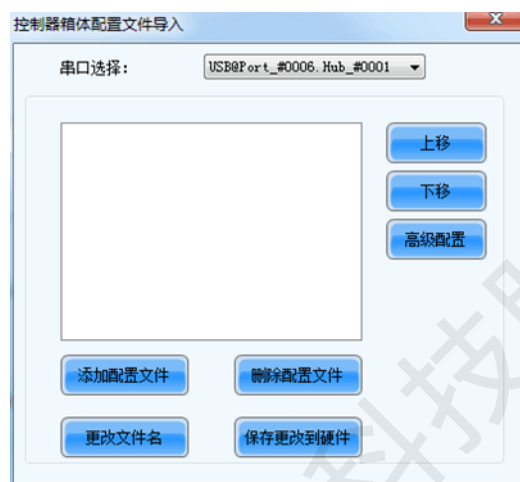 控制器箱体配置文件导入
串口选择： USB@Port_#0006.Hub_#0001
上移
下移
高级配置
添加配置文件 删除配置文件
更改文件名 保存更改到硬件
科技